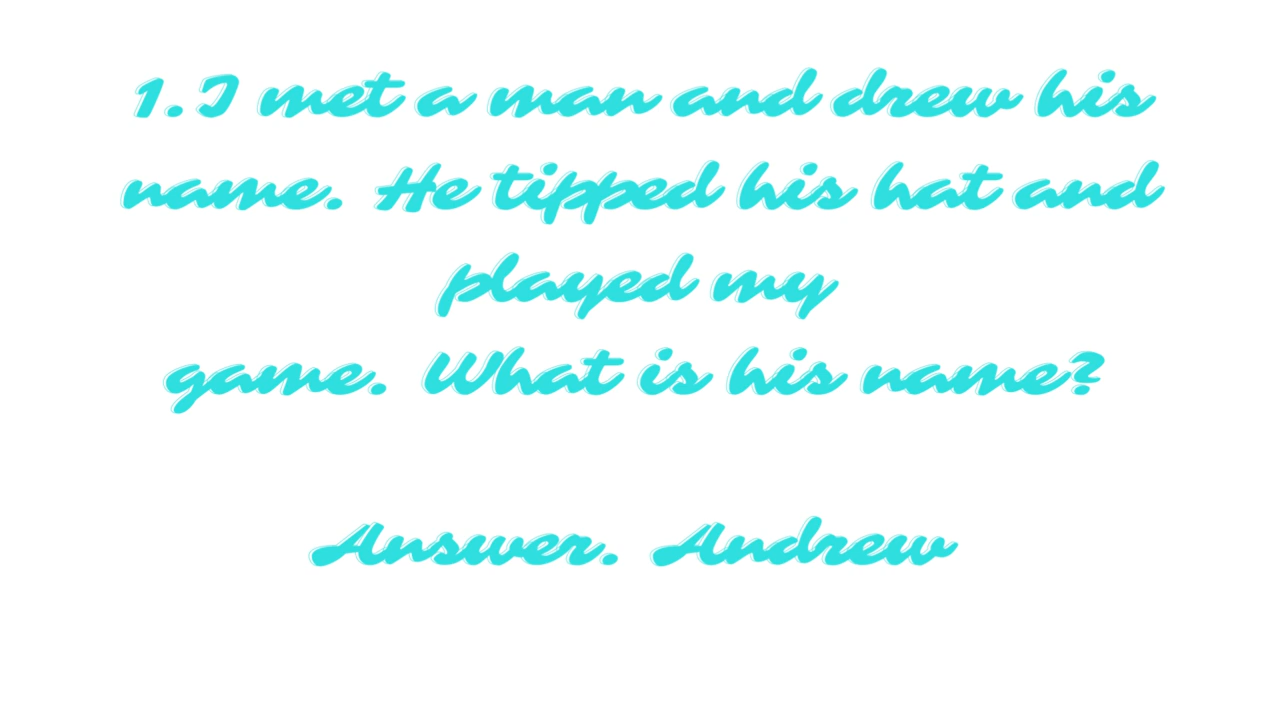 1. I met a man and drew his
name. He tipped his hat and
played my
game. What is his name?
Answer. Andrew